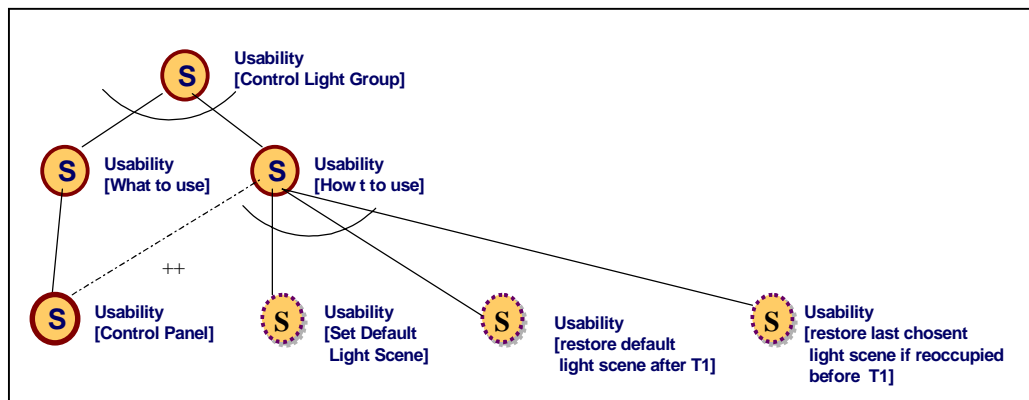 S
Usability
[Control Light Group]
S
Usability
[What to use]
S
Usability
[How t to use]
++
S
Usability
[Control Panel]
S
Usability
[Set Default
Light Scene]
S
Usability
[restore default
light scene after T1]
S
Usability
[restore last chosent
light scene if reoccupied
before T1]